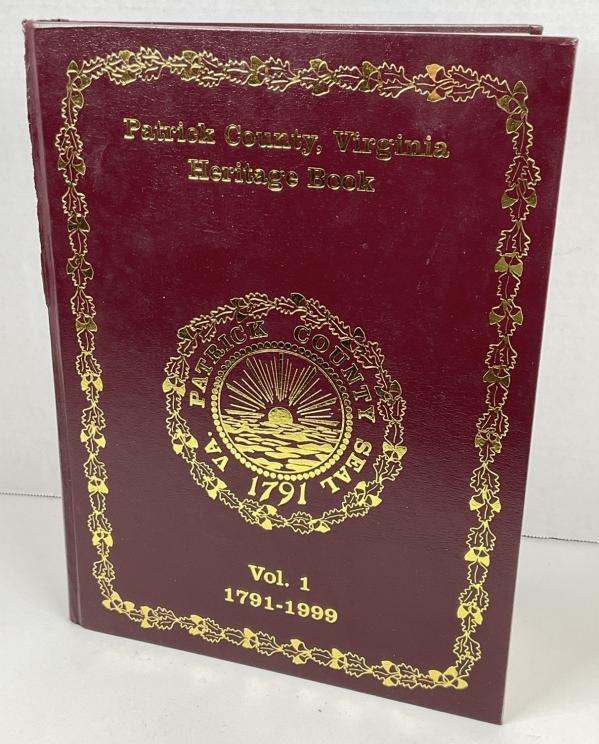 Patrick County, Virginia
Heritage Book
PATRICK COUNTY SEAL VA.
1791
Vol. 1
1791-1999